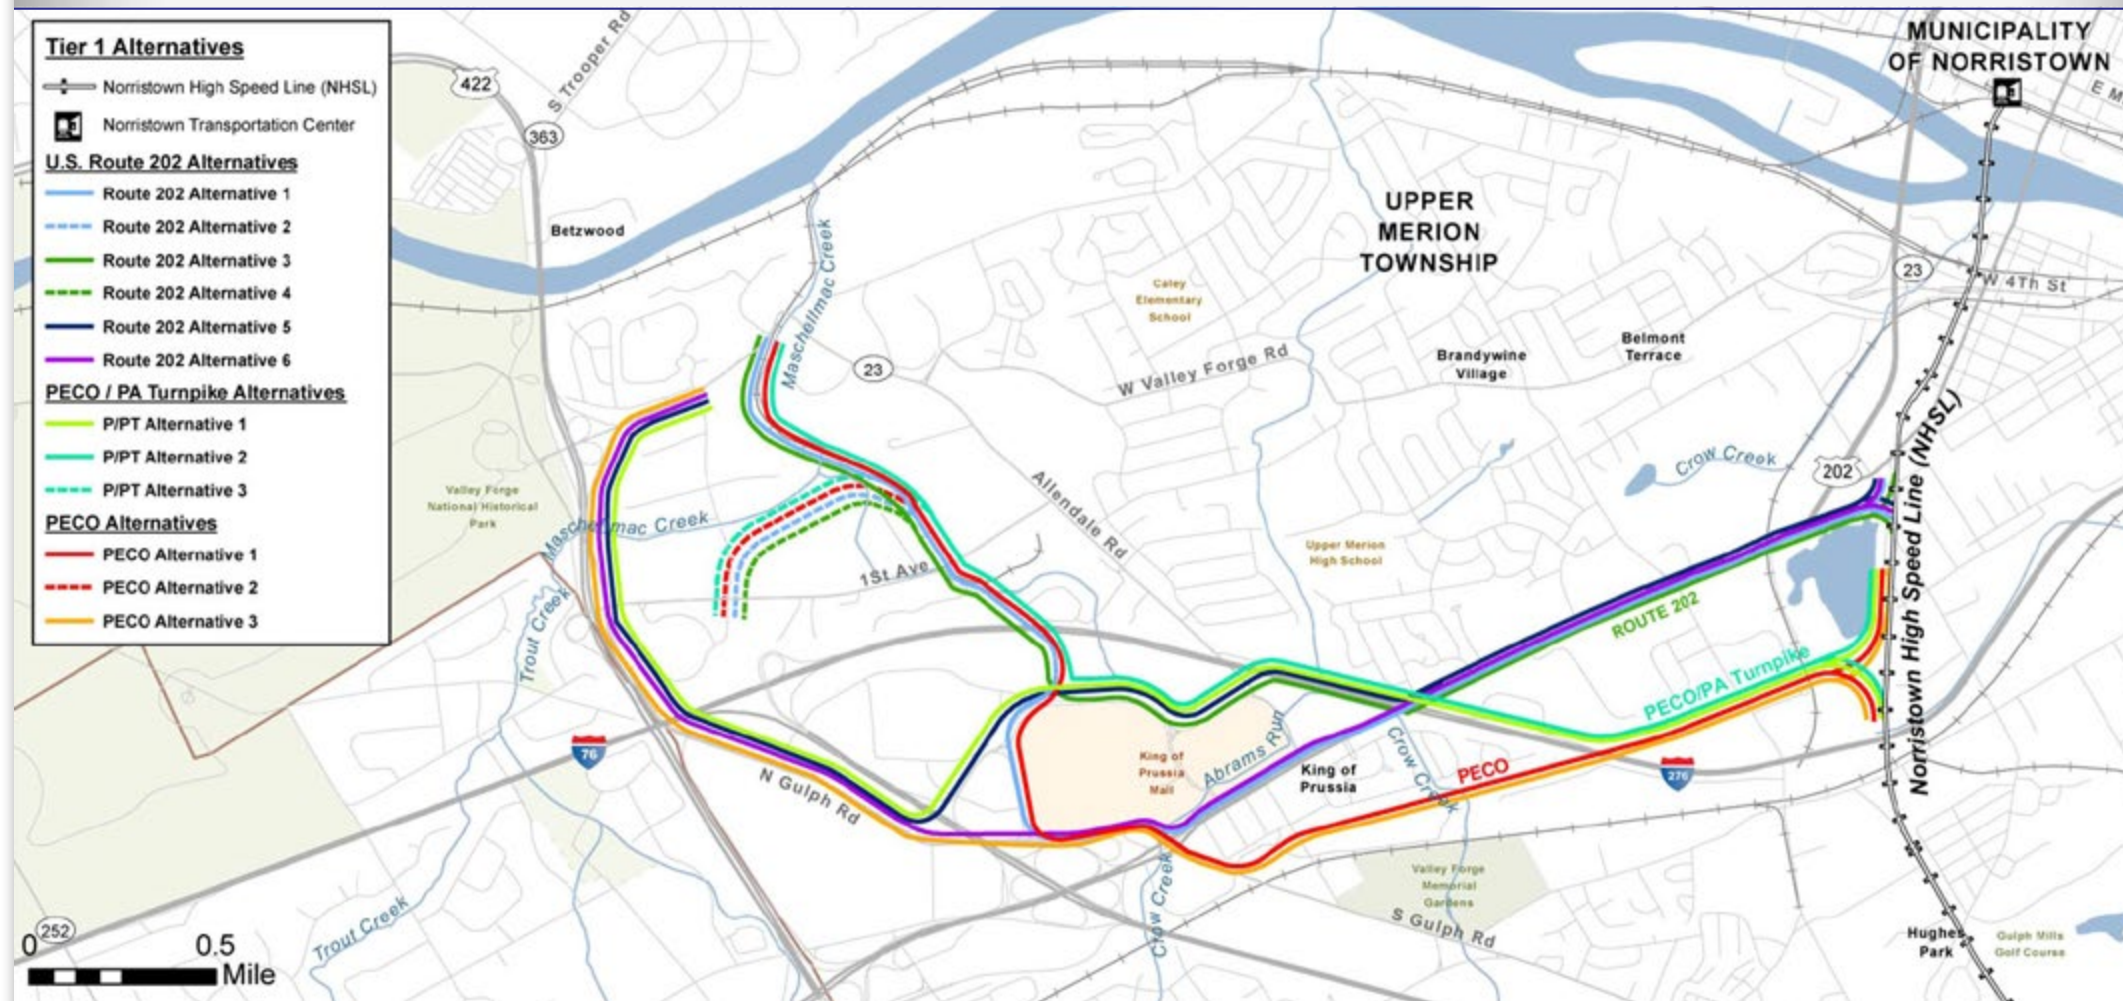 Tier 1 Alternatives
Norristown High Speed Line (NHSL)
Norristown Transportation Center
U.S. Route 202 Alternatives
Route 202 Alternative 1
Route 202 Alternative 2
Route 202 Alternative 3
Route 202 Alternative 4
Route 202 Alternative 5
Route 202 Alternative 6
PECO / PA Turnpike Alternatives
P/PT Alternative 1
P/PT Alternative 2
P/PT Alternative 3
PECO Alternatives
PECO Alternative 1
PECO Alternative 2
PECO Alternative 3
422
S Trooper Rd
363
Betzwood
MUNICIPALITY
OF NORRISTOWN
E M
UPPER
MERION
TOWNSHIP
Caley
Elementary
School
23
W 4Th St
Maschellmac Creek
23
W Valley Forge Rd
Brandywine
Village
Belmont
Terrace
Crow Creek
202
Norristown High Speed Line (NHSL)
Valley Forge
National Historical
Park
Maschellmac Creek
Allendale Rd
1St Ave
Upper Merion
High School
Trout Creek
ROUTE 202
PECO/PA Turnpike
PECO
76
N Gulph Rd
King of
Prussia
Mall
Abrams Run
King of
Prussia
Crow Creek
276
Valley Forge
Memorial
Gardens
S Gulph Rd
Crow Creek
Trout Creek
252
Hughes
Park
Gulph Mills
Golf Course
0 0.5
Mile